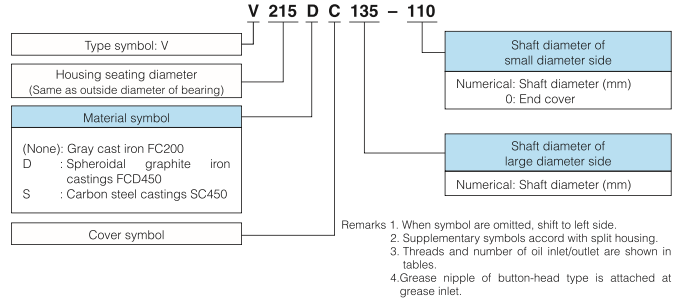 V 215 D C 135 – 110
Type symbol: V
Housing seating diameter
(Same as outside diameter of bearing)
Material symbol
(None): Gray cast iron FC200
D : Spheroidal graphite iron
castings FCD450
S : Carbon steel castings SC450
Cover symbol
Shaft diameter of
small diameter side
Numerical: Shaft diameter (mm)
0: End cover
Shaft diameter of
large diameter side
Numerical: Shaft diameter (mm)
Remarks 1. When symbol are omitted, shift to left side.
2. Supplementary symbols accord with split housing.
3. Threads and number of oil inlet/outlet are shown in
tables.
4.Grease nipple of button-head type is attached at
grease inlet.